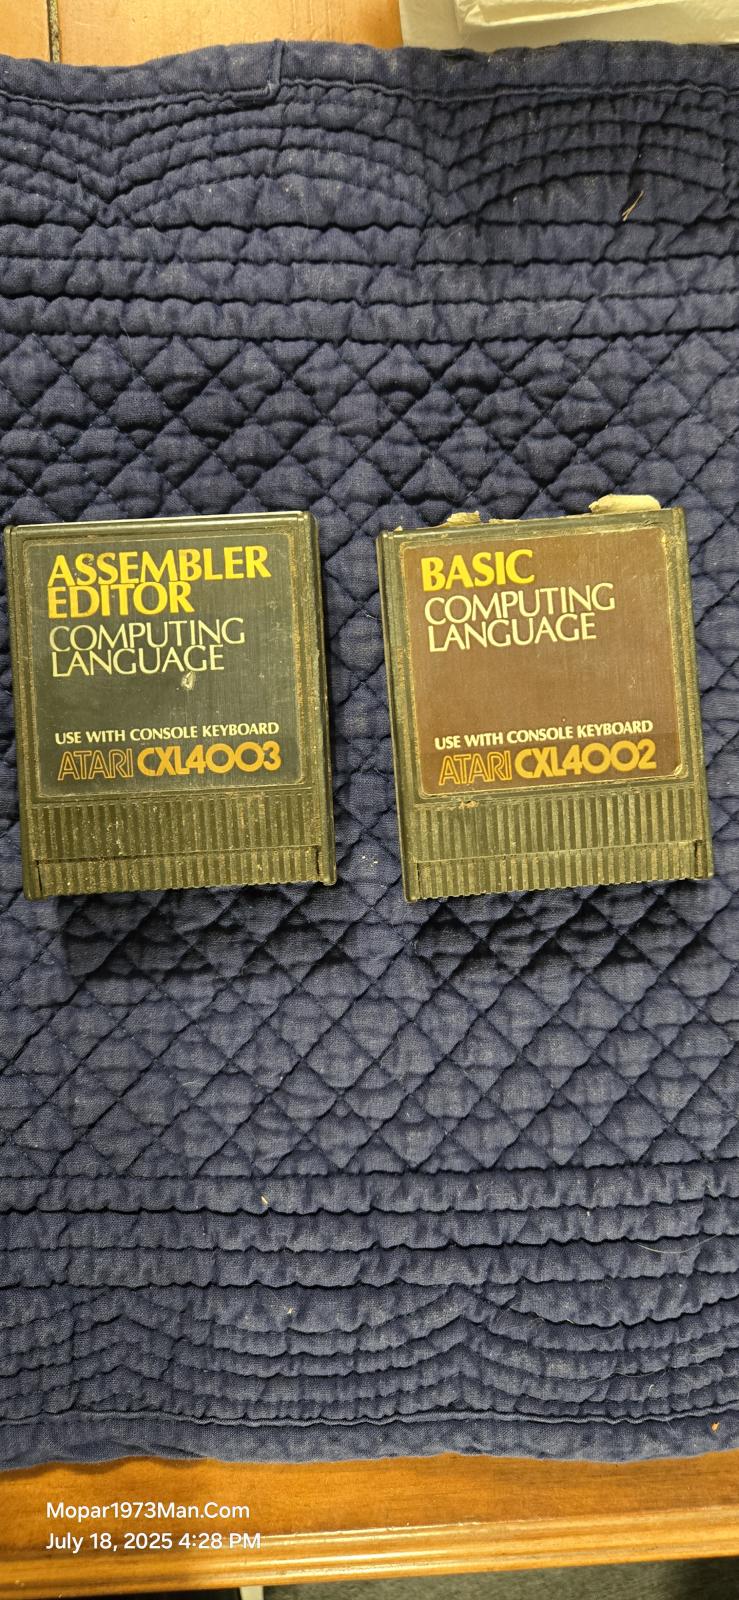 ASSEMBLER
EDITOR
COMPUTING
LANGUAGE
USE WITH CONSOLE KEYBOARD
ATARI CXL4003
BASIC
COMPUTING
LANGUAGE
USE WITH CONSOLE KEYBOARD
ATARI CXL4002
Mopar1973Man.Com
July 18, 2025 4:28 PM